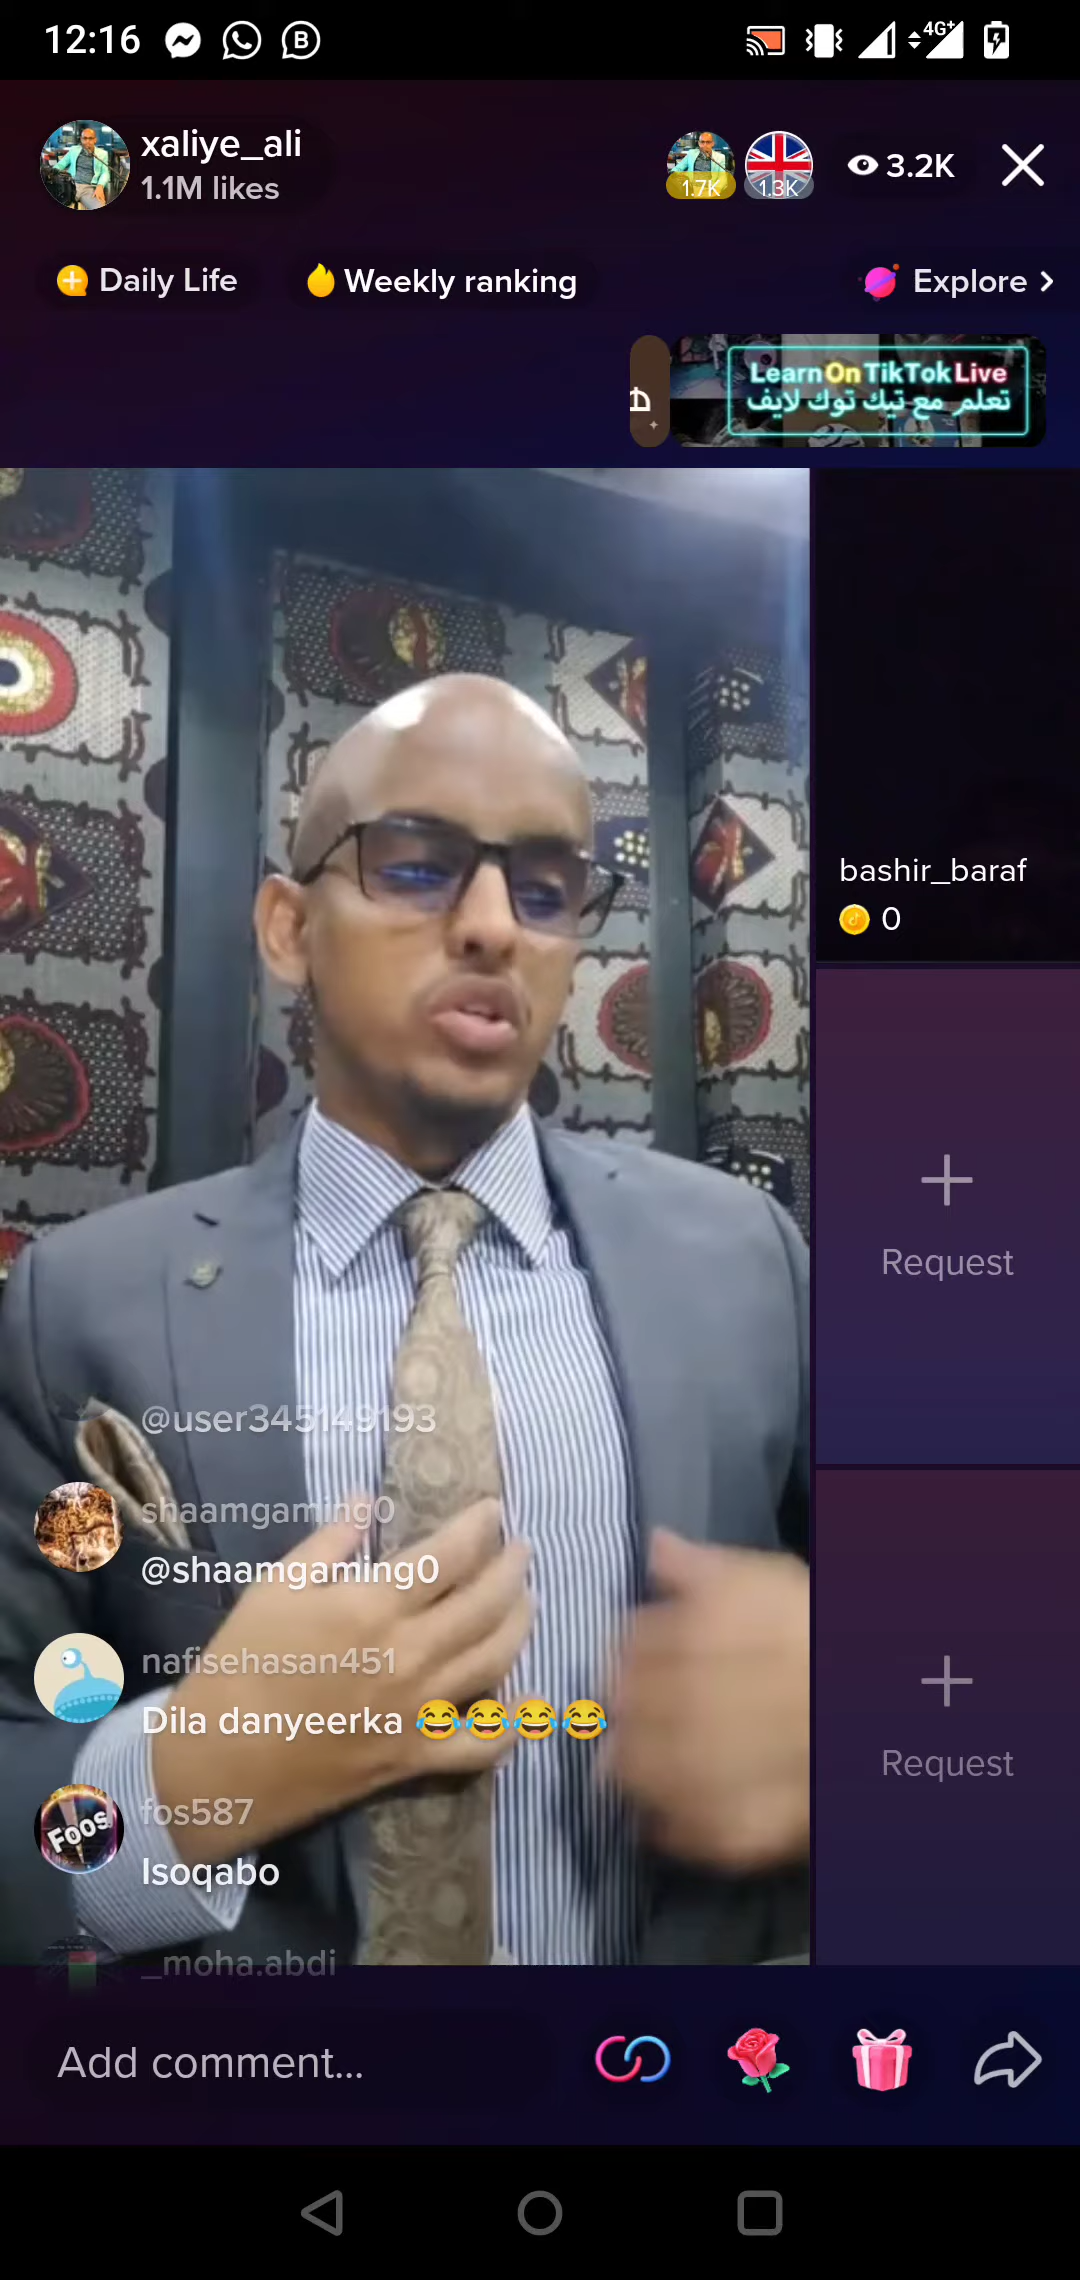 12:16
4G+
xaliye_ali
1.1M likes
1.7K
1.3K
3.2K
Daily Life
Weekly ranking
Explore
Learn On TikTok Live
تعلم مع تيك توك لايف
bashir_baraf
0
Request
@user345149193
shaamgaming0
@shaamgaming0
nafisehasan451
Dila danyeerka 😂😂😂😂
Request
Foos
fos587
Isoqabo
_moha.abdi
Add comment...